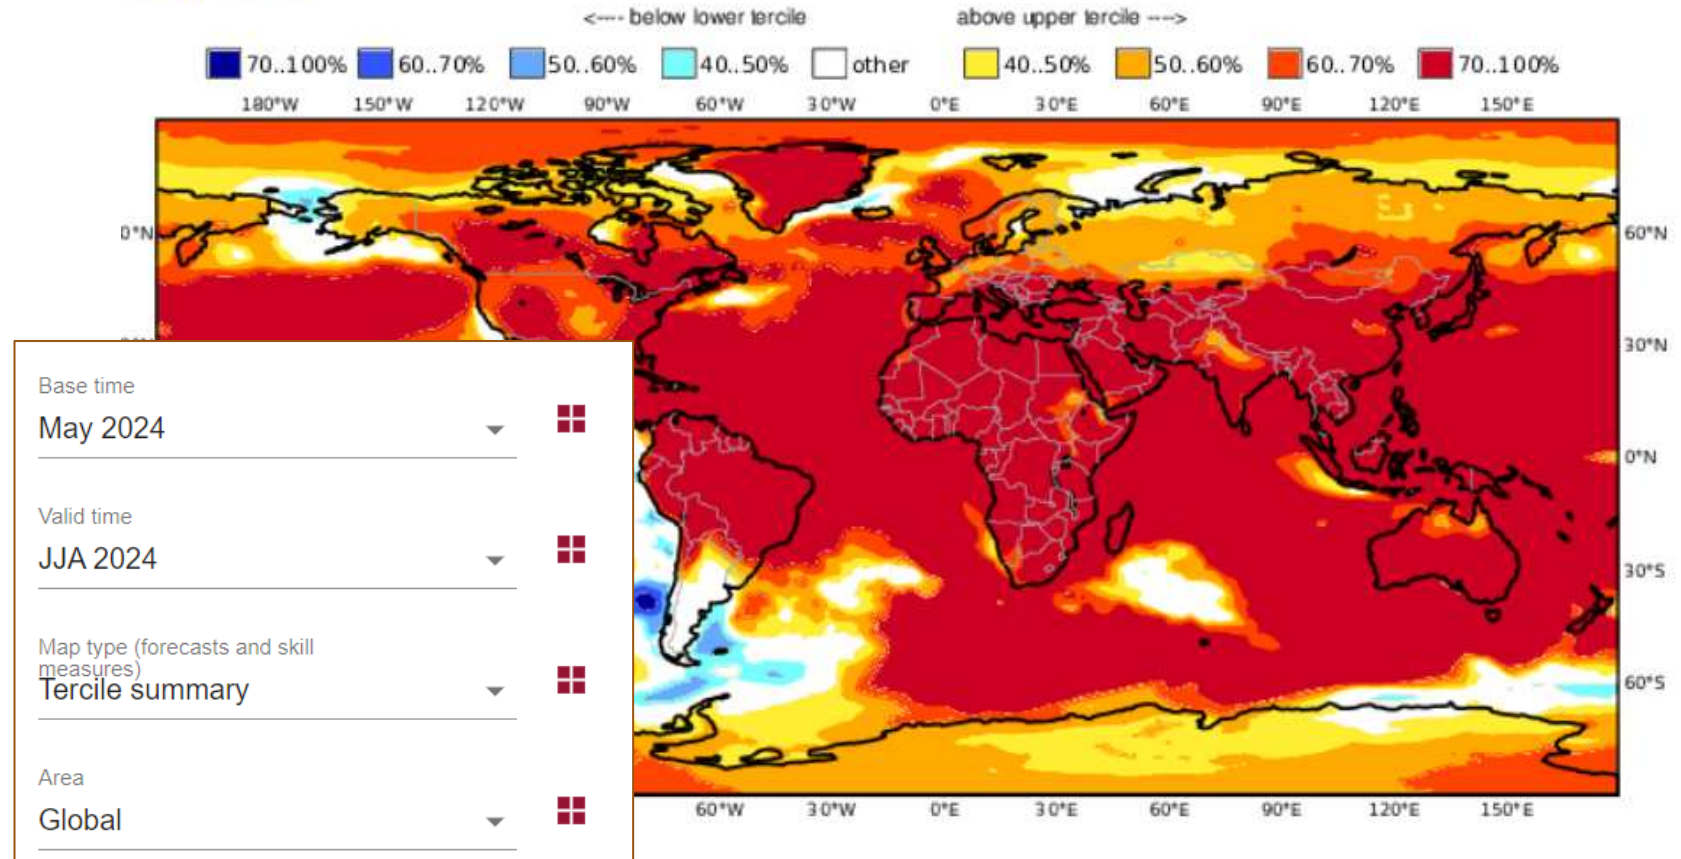 <---- below lower tercile above upper tercile ---->
70..100% 60..70% 50..60% 40..50% other 40..50% 50..60% 60..70% 70..100%
180°W 150°W 120°W 90°W 60°W 30°W 0°E 30°E 60°E 90°E 120°E 150°E
0°N 60°N
30°N
0°N
30°S
60°S
Base time
May 2024
Valid time
JJA 2024
Map type (forecasts and skill
measures)
Tercile summary
Area
Global
60°W 30°W 0°E 30°E 60°E 90°E 120°E 150°E